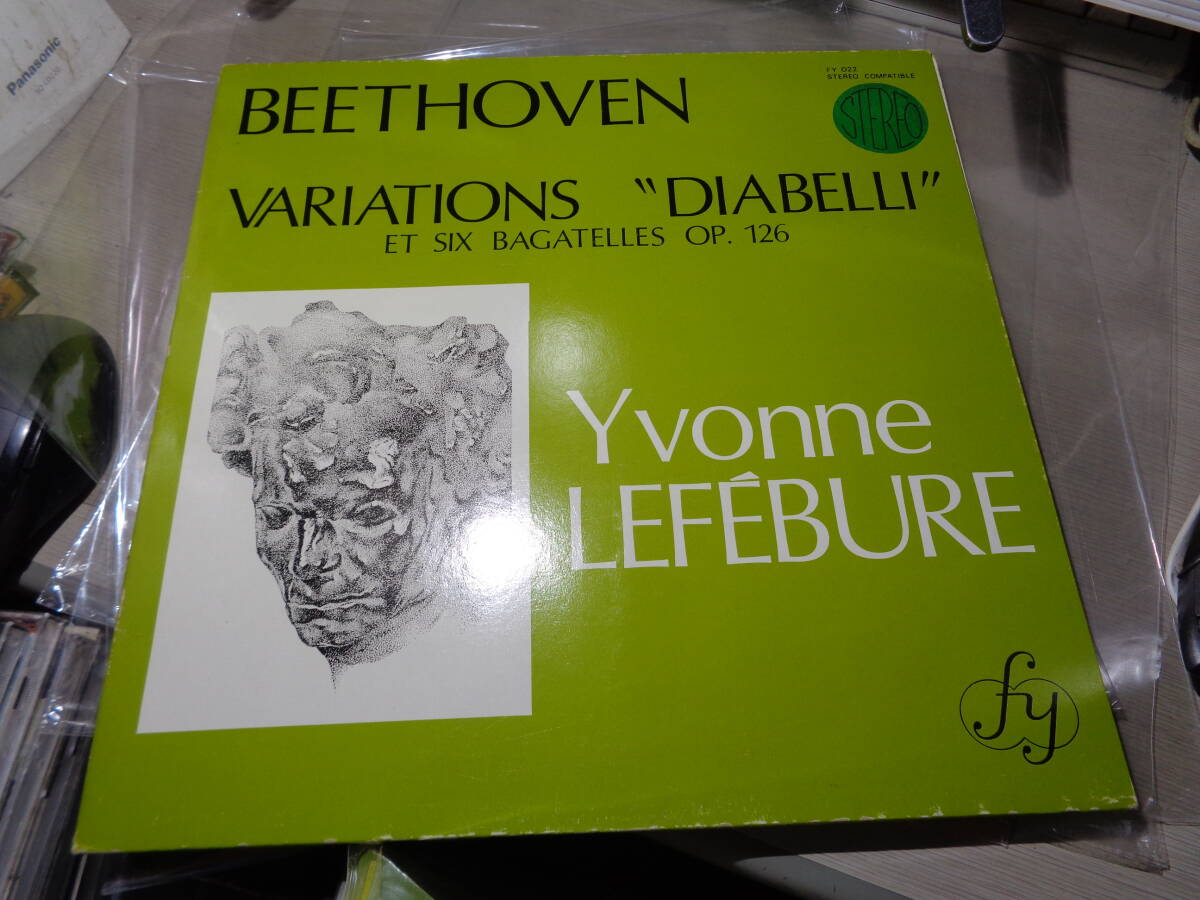 Panasonic
BEETHOVEN
FY 022
STEREO COMPATIBLE
STEREO
VARIATIONS "DIABELLI"
ET SIX BAGATELLES OP. 126
Yvonne
LEFÉBURE
fy